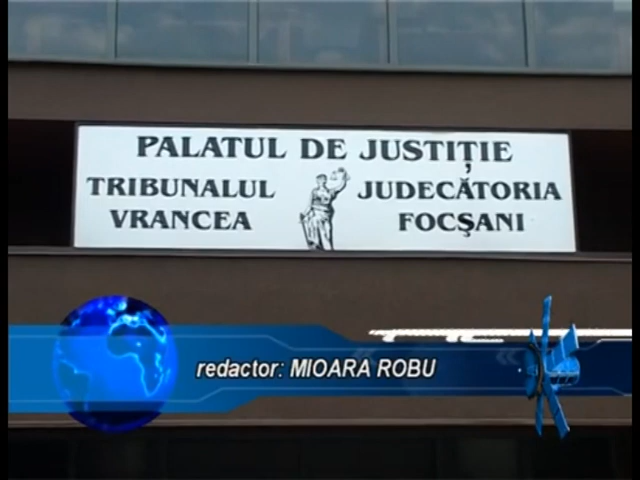 PALATUL DE JUSTIȚIE
TRIBUNALUL
VRANCEA
JUDECĂTORIA
FOCȘANI
redactor: MIOARA ROBU